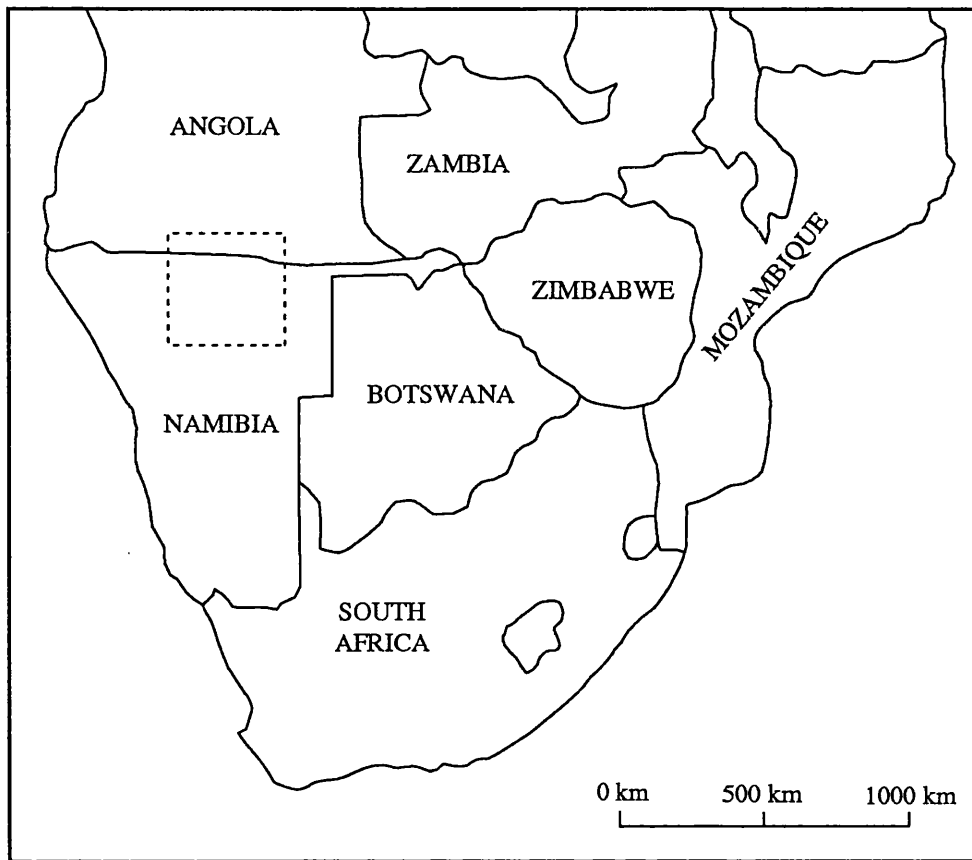 ANGOLA
ZAMBIA
MOZAMBIQUE
ZIMBABWE
BOTSWANA
NAMIBIA
SOUTH
AFRICA
0 km 500 km 1000 km